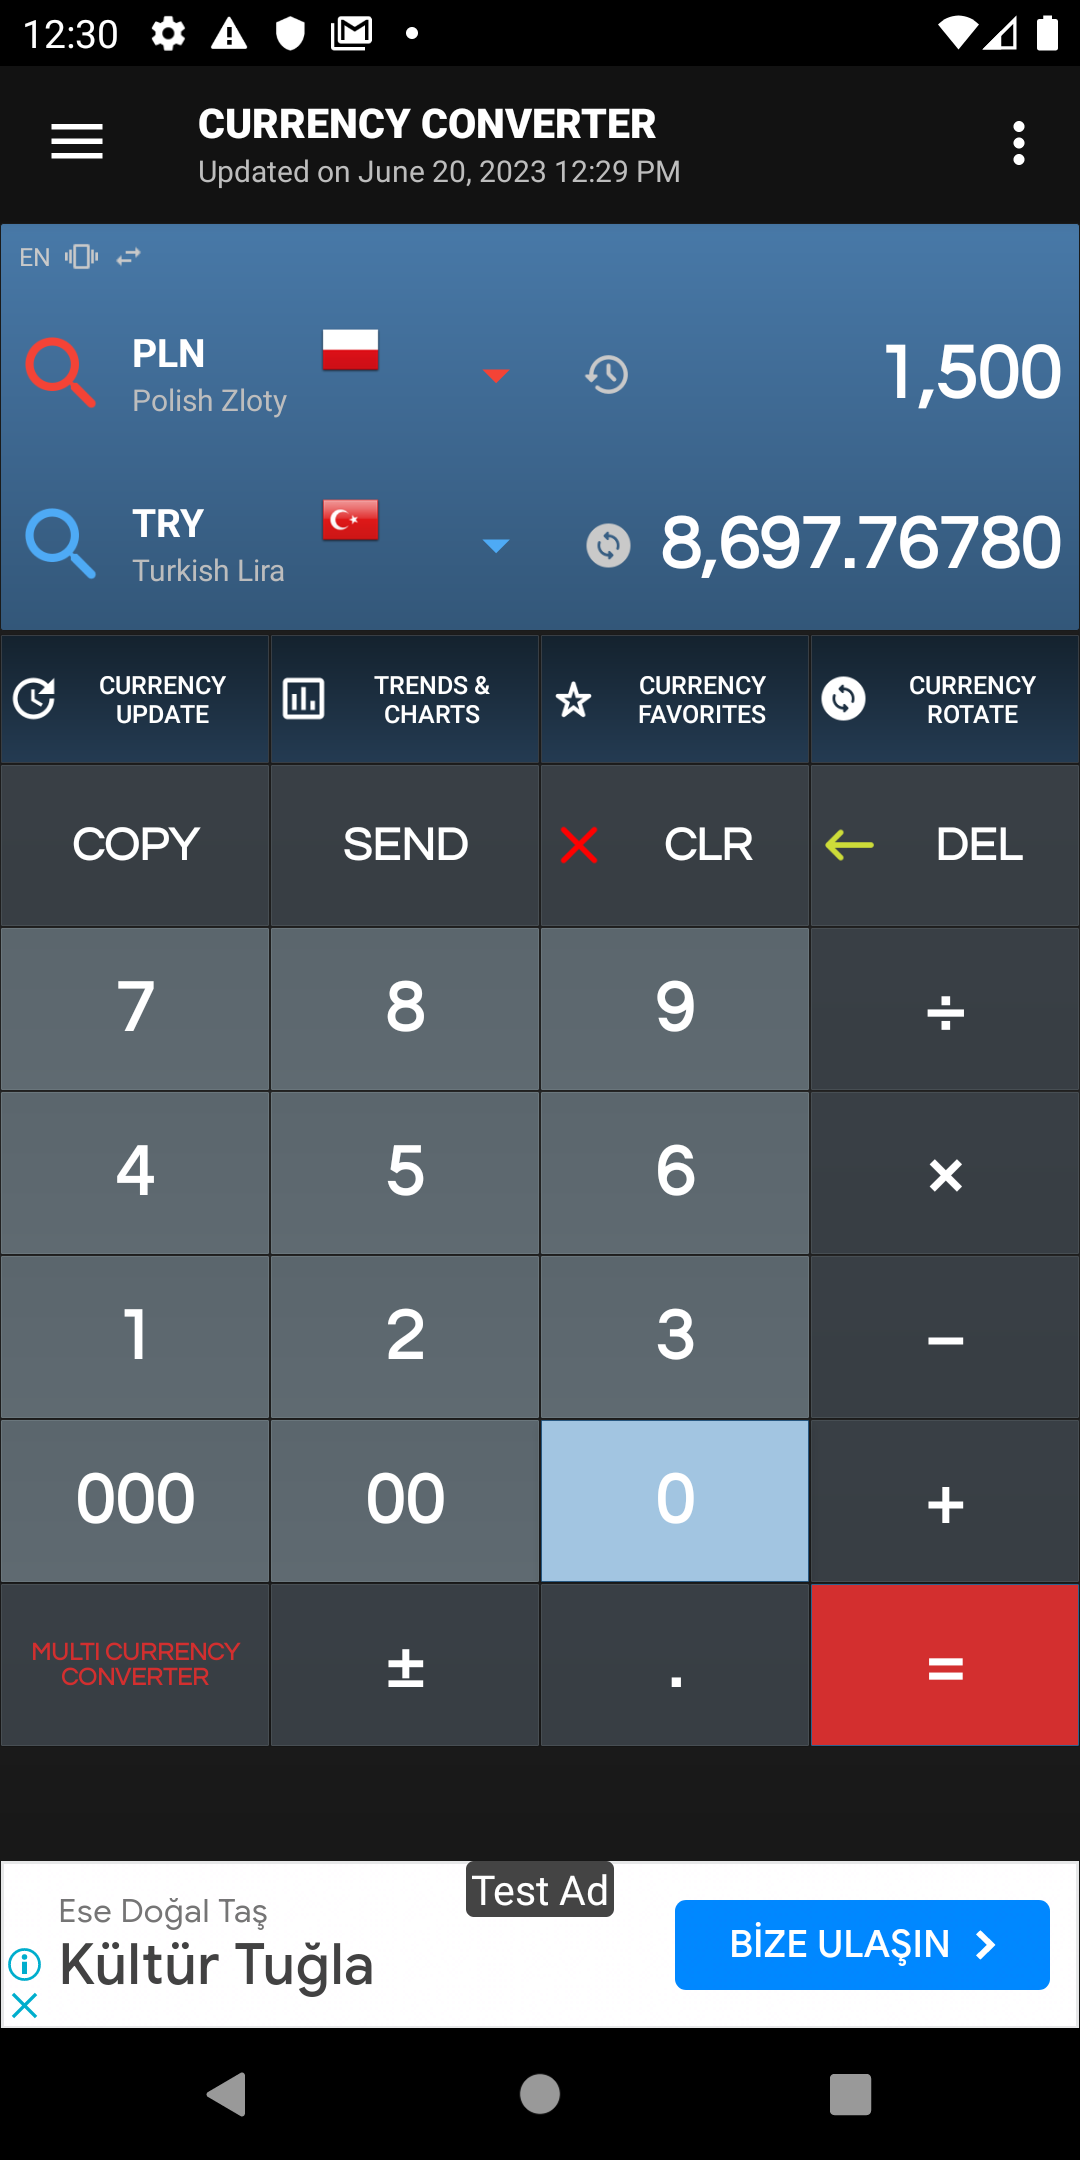 12:30
CURRENCY CONVERTER
Updated on June 20, 2023 12:29 PM
EN
PLN
Polish Zloty
1,500
TRY
Turkish Lira
8,697.76780
CURRENCY
UPDATE
TRENDS &
CHARTS
CURRENCY
FAVORITES
CURRENCY
ROTATE
COPY
SEND
CLR
DEL
7
8
9
÷
4
5
6
×
1
2
3
−
000
00
0
+
MULTI CURRENCY
CONVERTER
±
.
=
Test Ad
Ese Doğal Taş
Kültür Tuğla
BİZE ULAŞIN